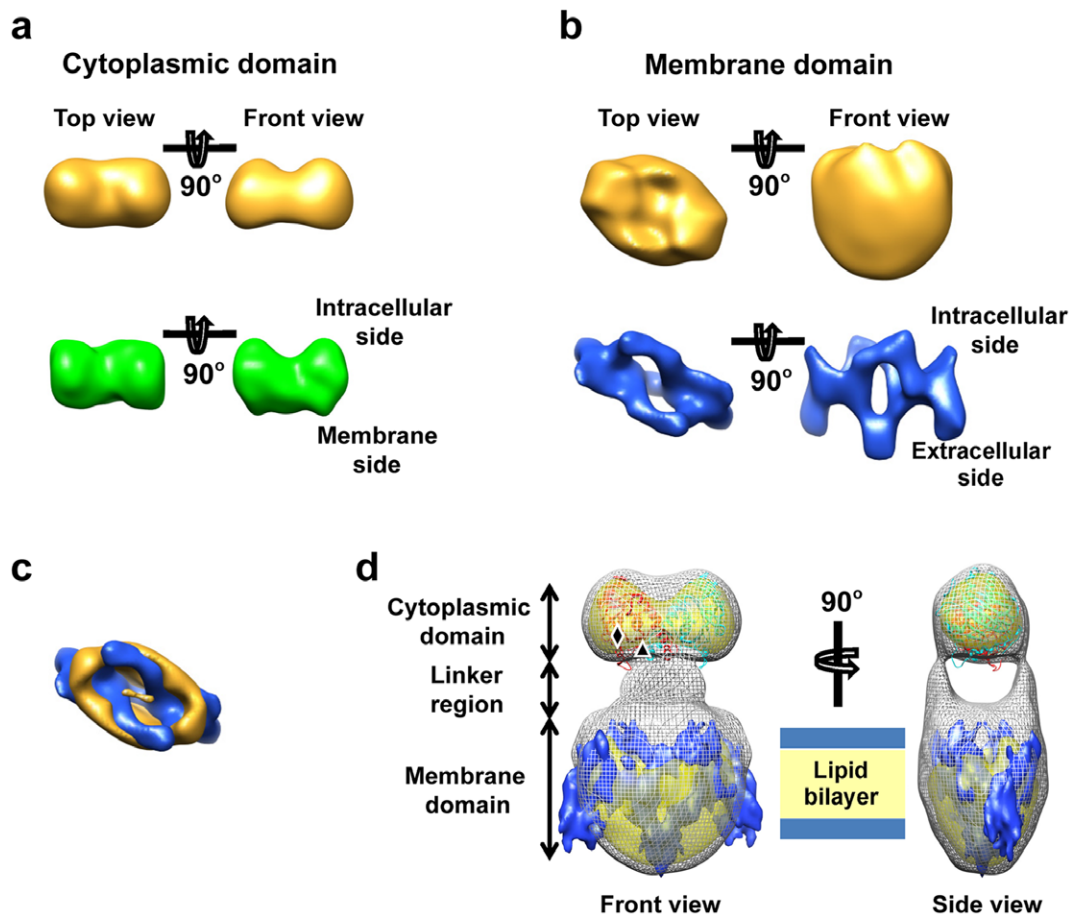 a
Cytoplasmic domain
Top view
Front view
90°
Intracellular
side
90°
Membrane
side
b
Membrane domain
Top view
Front view
90°
Intracellular
side
90°
Extracellular
side
c
d
Cytoplasmic
domain
Linker
region
Membrane
domain
90°
Lipid
bilayer
Front view
Side view